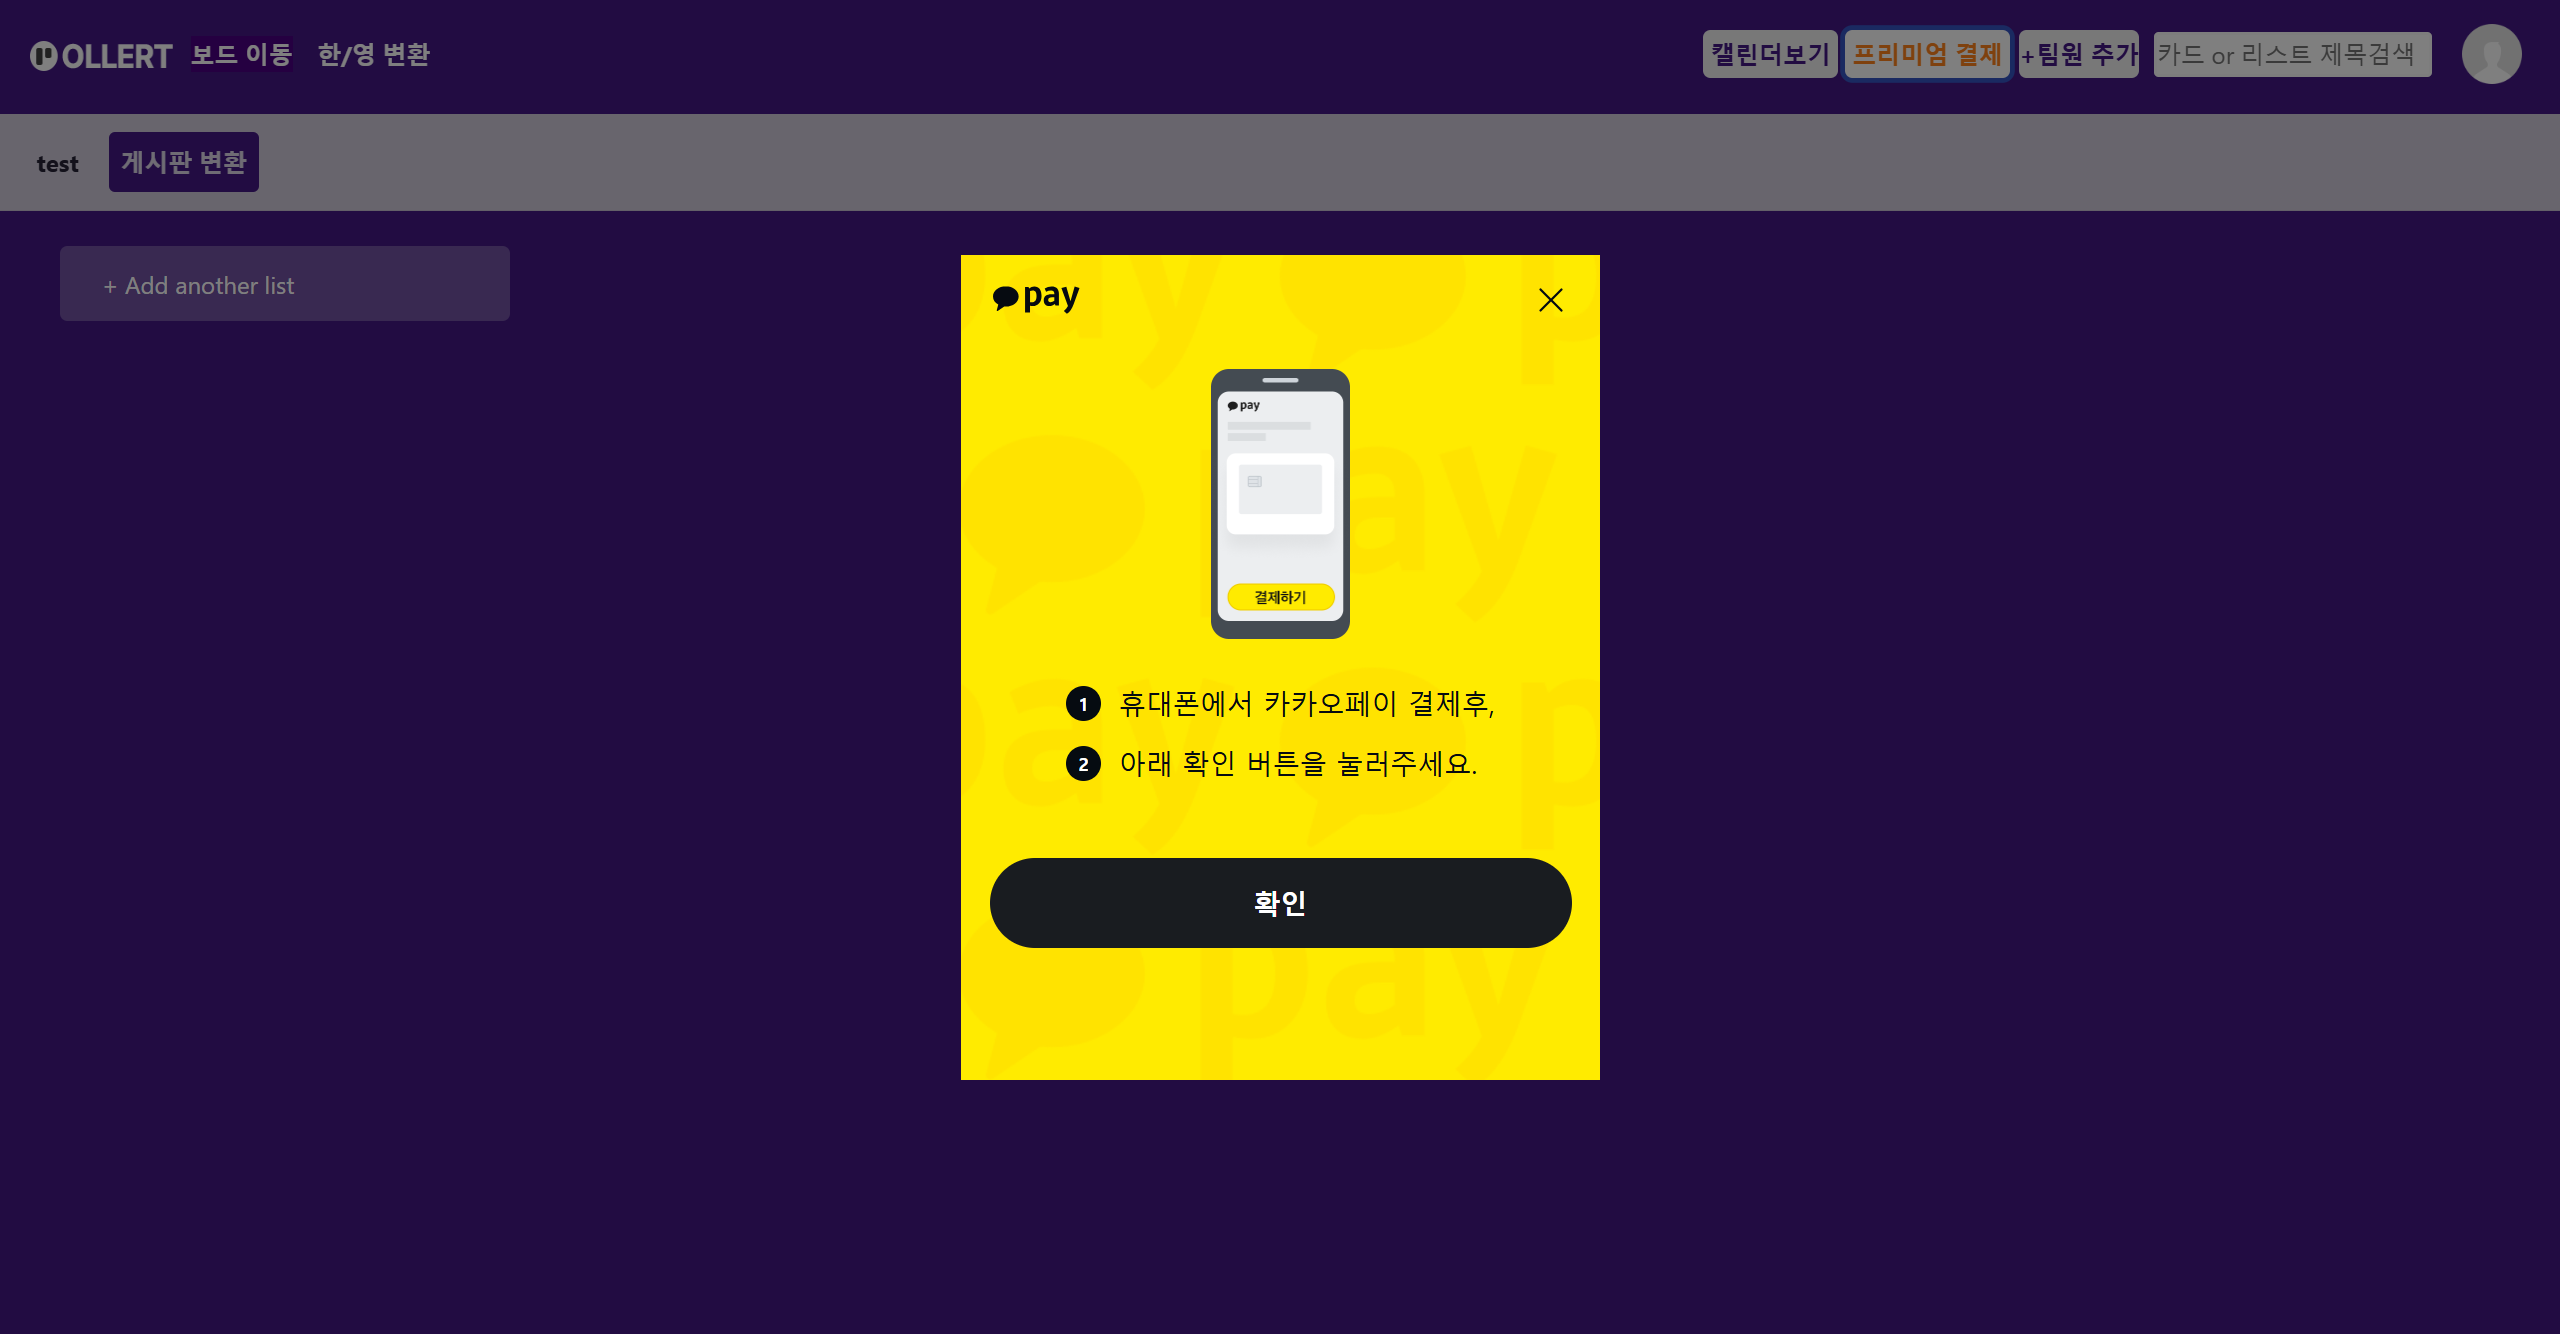 OLLERT 보드 이동 한/영 변환 캘린더보기 프리미엄 결제 +팀원 추가 카드 or 리스트 제목검색
test 게시판 변환
+ Add another list
pay
pay
결제하기
1 휴대폰에서 카카오페이 결제후,
2 아래 확인 버튼을 눌러주세요.
확인